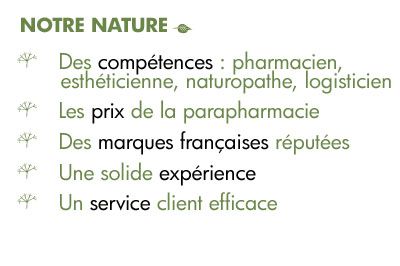 NOTRE NATURE
Des compétences : pharmacien,
esthéticienne, naturopathe, logisticien
Les prix de la parapharmacie
Des marques françaises réputées
Une solide expérience
Un service client efficace